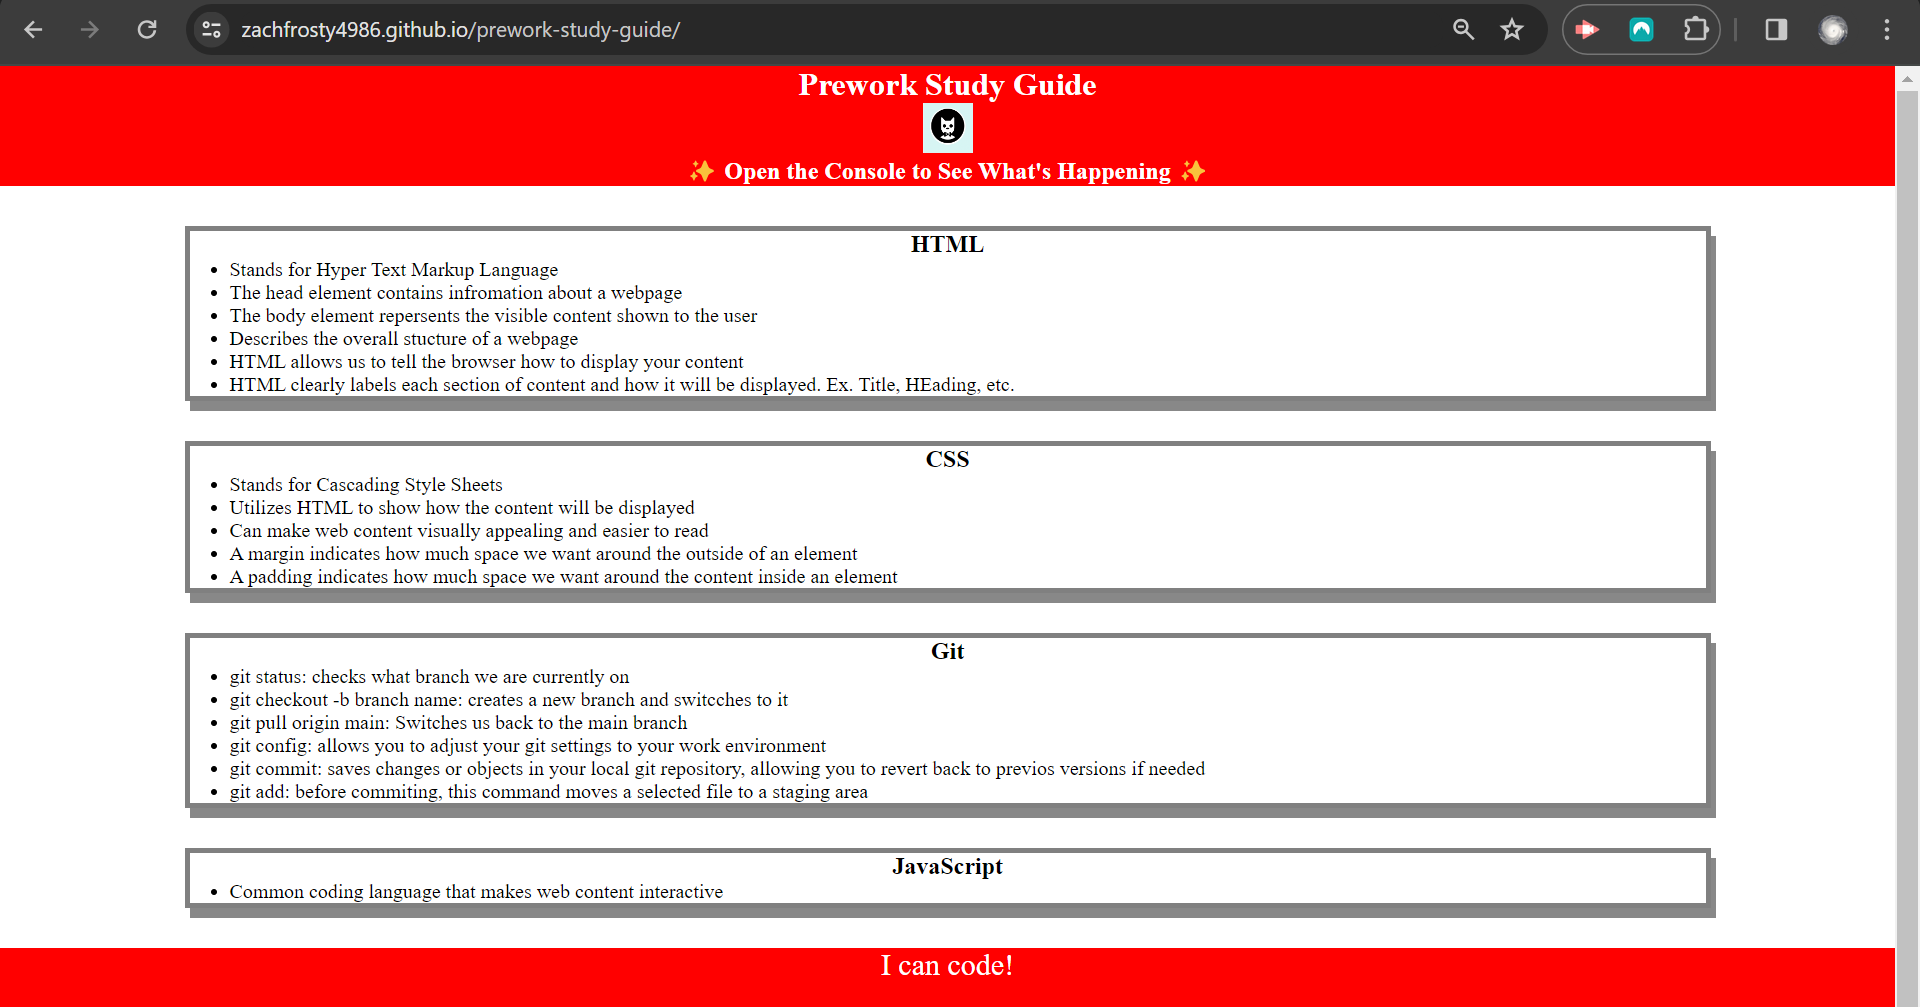 zachfrosty4986.github.io/prework-study-guide/
Prework Study Guide
✨ Open the Console to See What's Happening ✨
HTML
• Stands for Hyper Text Markup Language
• The head element contains infromation about a webpage
• The body element repersents the visible content shown to the user
• Describes the overall stucture of a webpage
• HTML allows us to tell the browser how to display your content
• HTML clearly labels each section of content and how it will be displayed. Ex. Title, HEading, etc.
CSS
• Stands for Cascading Style Sheets
• Utilizes HTML to show how the content will be displayed
• Can make web content visually appealing and easier to read
• A margin indicates how much space we want around the outside of an element
• A padding indicates how much space we want around the content inside an element
Git
• git status: checks what branch we are currently on
• git checkout -b branch name: creates a new branch and switcches to it
• git pull origin main: Switches us back to the main branch
• git config: allows you to adjust your git settings to your work environment
• git commit: saves changes or objects in your local git repository, allowing you to revert back to previos versions if needed
• git add: before commiting, this command moves a selected file to a staging area
JavaScript
• Common coding language that makes web content interactive
I can code!